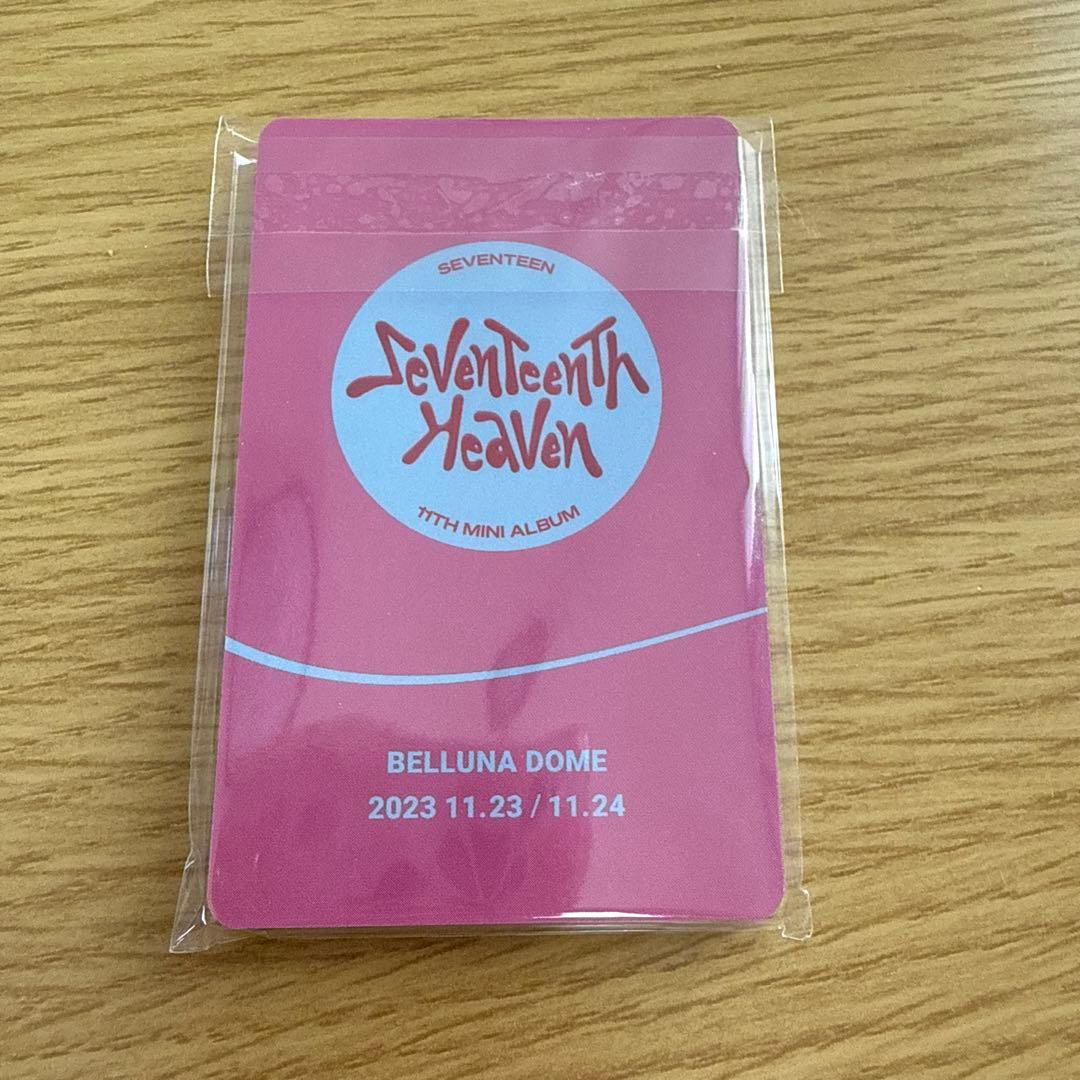 SEVENTEEN
SevenTeenTh
Heaven
11TH MINI ALBUM
BELLUNA DOME
2023 11.23 / 11.24